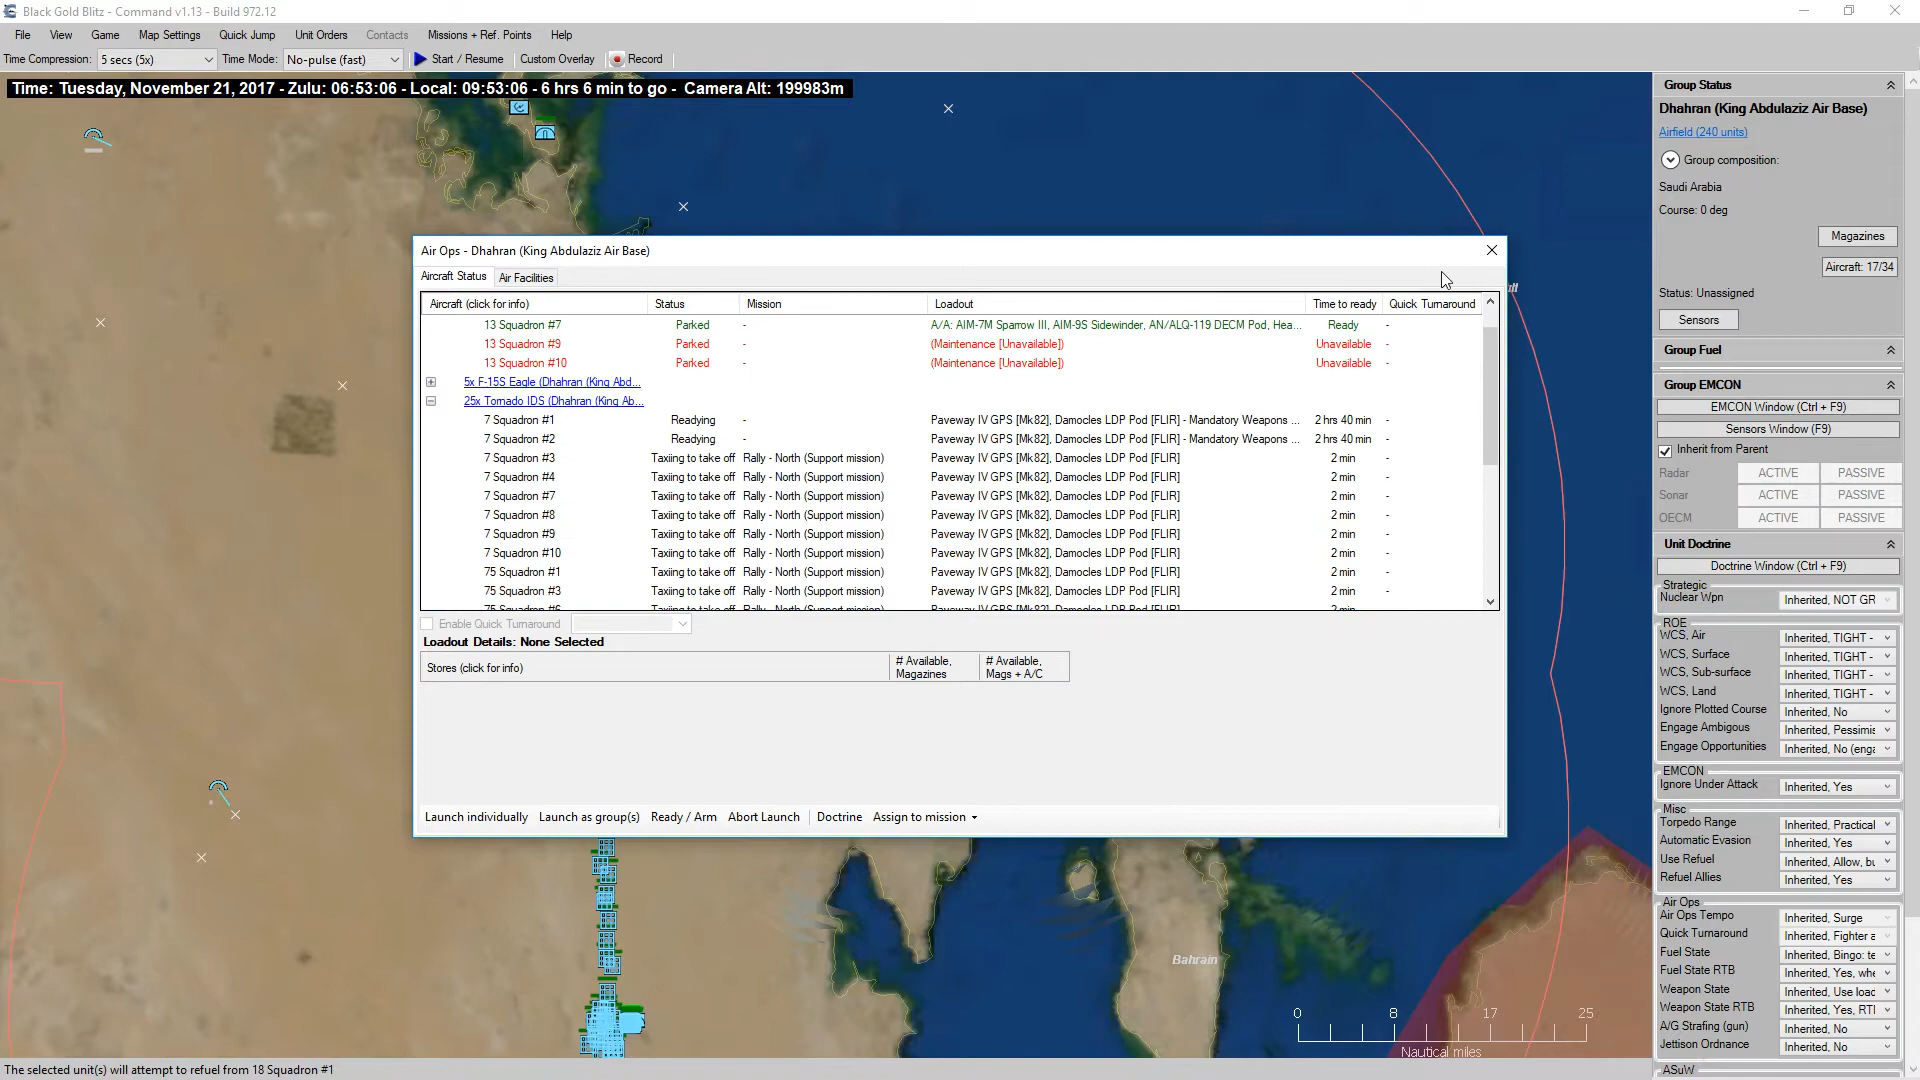 Black Gold Blitz - Command v1.13 - Build 972.12
File View Game Map Settings Quick Jump Unit Orders Contacts Missions + Ref. Points Help
Time Compression: 5 secs (5x) Time Mode: No-pulse (fast) Start / Resume Custom Overlay Record
Time: Tuesday, November 21, 2017 - Zulu: 06:53:06 - Local: 09:53:06 - 6 hrs 6 min to go - Camera Alt: 199983m
Air Ops - Dhahran (King Abdulaziz Air Base)
Aircraft Status Air Facilities
Aircraft (click for info) Status Mission Loadout Time to ready Quick Turnaround
13 Squadron #7 Parked - A/A: AIM-7M Sparrow III, AIM-9S Sidewinder, AN/ALQ-119 DECM Pod, Hea... Ready -
13 Squadron #9 Parked - (Maintenance [Unavailable]) Unavailable -
13 Squadron #10 Parked - (Maintenance [Unavailable]) Unavailable -
5x F-15S Eagle (Dhahran (King Abd...
25x Tornado IDS (Dhahran (King Ab...
7 Squadron #1 Readying - Paveway IV GPS [Mk82], Damocles LDP Pod [FLIR] - Mandatory Weapons ... 2 hrs 40 min -
7 Squadron #2 Readying - Paveway IV GPS [Mk82], Damocles LDP Pod [FLIR] - Mandatory Weapons ... 2 hrs 40 min -
7 Squadron #3 Taxiing to take off Rally - North (Support mission) Paveway IV GPS [Mk82], Damocles LDP Pod [FLIR] 2 min -
7 Squadron #4 Taxiing to take off Rally - North (Support mission) Paveway IV GPS [Mk82], Damocles LDP Pod [FLIR] 2 min -
7 Squadron #7 Taxiing to take off Rally - North (Support mission) Paveway IV GPS [Mk82], Damocles LDP Pod [FLIR] 2 min -
7 Squadron #8 Taxiing to take off Rally - North (Support mission) Paveway IV GPS [Mk82], Damocles LDP Pod [FLIR] 2 min -
7 Squadron #9 Taxiing to take off Rally - North (Support mission) Paveway IV GPS [Mk82], Damocles LDP Pod [FLIR] 2 min -
7 Squadron #10 Taxiing to take off Rally - North (Support mission) Paveway IV GPS [Mk82], Damocles LDP Pod [FLIR] 2 min -
75 Squadron #1 Taxiing to take off Rally - North (Support mission) Paveway IV GPS [Mk82], Damocles LDP Pod [FLIR] 2 min -
75 Squadron #3 Taxiing to take off Rally - North (Support mission) Paveway IV GPS [Mk82], Damocles LDP Pod [FLIR] 2 min -
75 Squadron #6 Taxiing to take off Rally - North (Support mission) Paveway IV GPS [Mk82], Damocles LDP Pod [FLIR] 2 min
Enable Quick Turnaround
Loadout Details: None Selected
Stores (click for info) # Available, Magazines # Available, Mags + A/C
Launch individually Launch as group(s) Ready / Arm Abort Launch Doctrine Assign to mission
Bahrain
0 8 17 25
Nautical miles
The selected unit(s) will attempt to refuel from 18 Squadron #1
Group Status
Dhahran (King Abdulaziz Air Base)
Airfield (240 units)
Group composition:
Saudi Arabia
Course: 0 deg
Magazines
Aircraft: 17/34
Status: Unassigned
Sensors
Group Fuel
Group EMCON
EMCON Window (Ctrl + F9)
Sensors Window (F9)
Inherit from Parent
Radar ACTIVE PASSIVE
Sonar ACTIVE PASSIVE
OECM ACTIVE PASSIVE
Unit Doctrine
Doctrine Window (Ctrl + F9)
Strategic
Nuclear Wpn Inherited, NOT GR
ROE
WCS, Air Inherited, TIGHT -
WCS, Surface Inherited, TIGHT -
WCS, Sub-surface Inherited, TIGHT -
WCS, Land Inherited, TIGHT -
Ignore Plotted Course Inherited, No
Engage Ambiguous Inherited, Pessimis
Engage Opportunities Inherited, No (enga
EMCON
Ignore Under Attack Inherited, Yes
Misc
Torpedo Range Inherited, Practical
Automatic Evasion Inherited, Yes
Use Refuel Inherited, Allow, bu
Refuel Allies Inherited, Yes
Air Ops
Air Ops Tempo Inherited, Surge
Quick Turnaround Inherited, Fighter a
Fuel State Inherited, Bingo: te
Fuel State RTB Inherited, Yes, whe
Weapon State Inherited, Use load
Weapon State RTB Inherited, Yes, RTI
A/G Strafing (gun) Inherited, No
Jettison Ordnance Inherited, No
ASuW